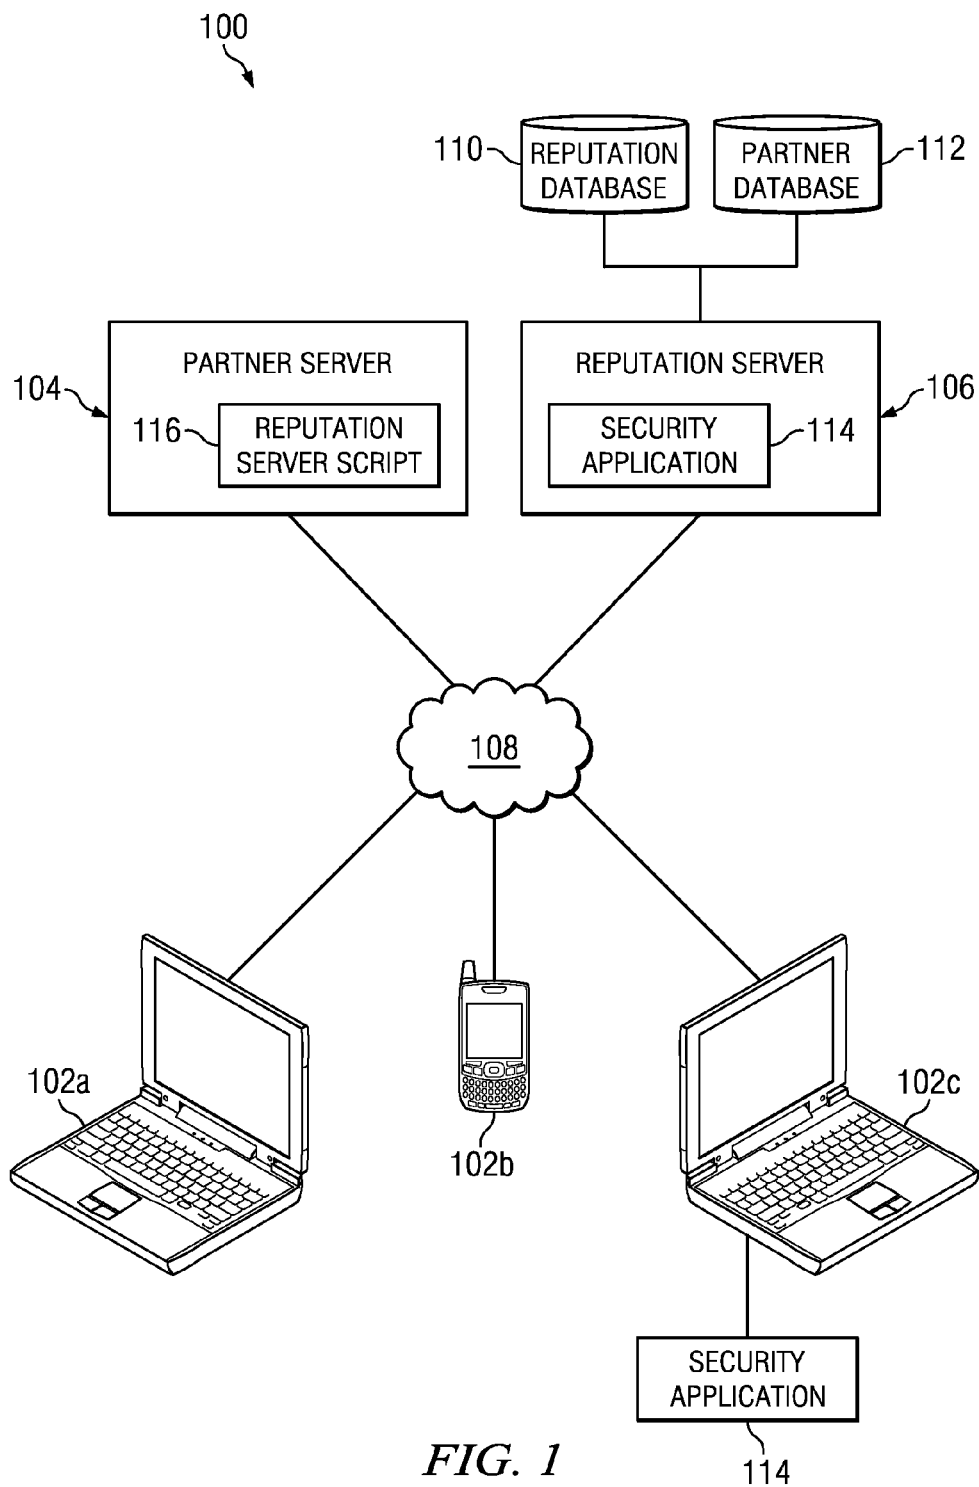 100
110
REPUTATION
DATABASE
PARTNER
DATABASE
112
PARTNER SERVER
REPUTATION SERVER
104
106
116
REPUTATION
SERVER SCRIPT
SECURITY
APPLICATION
114
108
102a
102b
102c
SECURITY
APPLICATION
114
FIG. 1